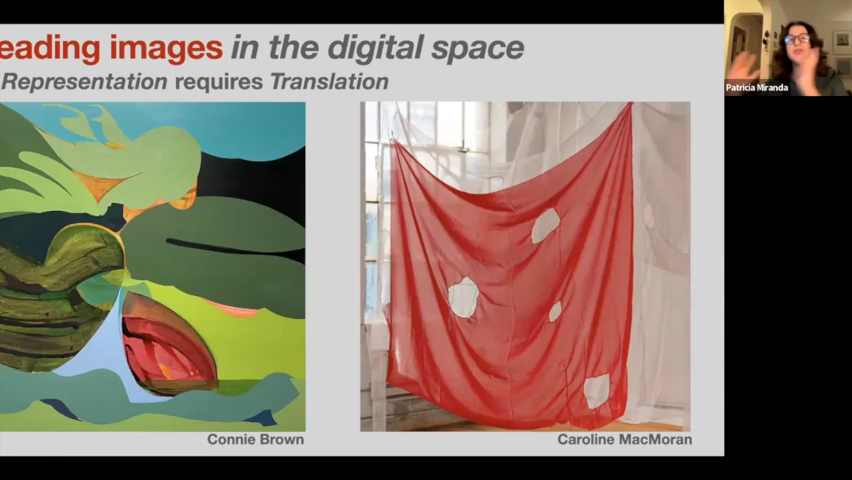 eading images in the digital space
Representation requires Translation
Patricia Miranda
Connie Brown
Caroline MacMoran